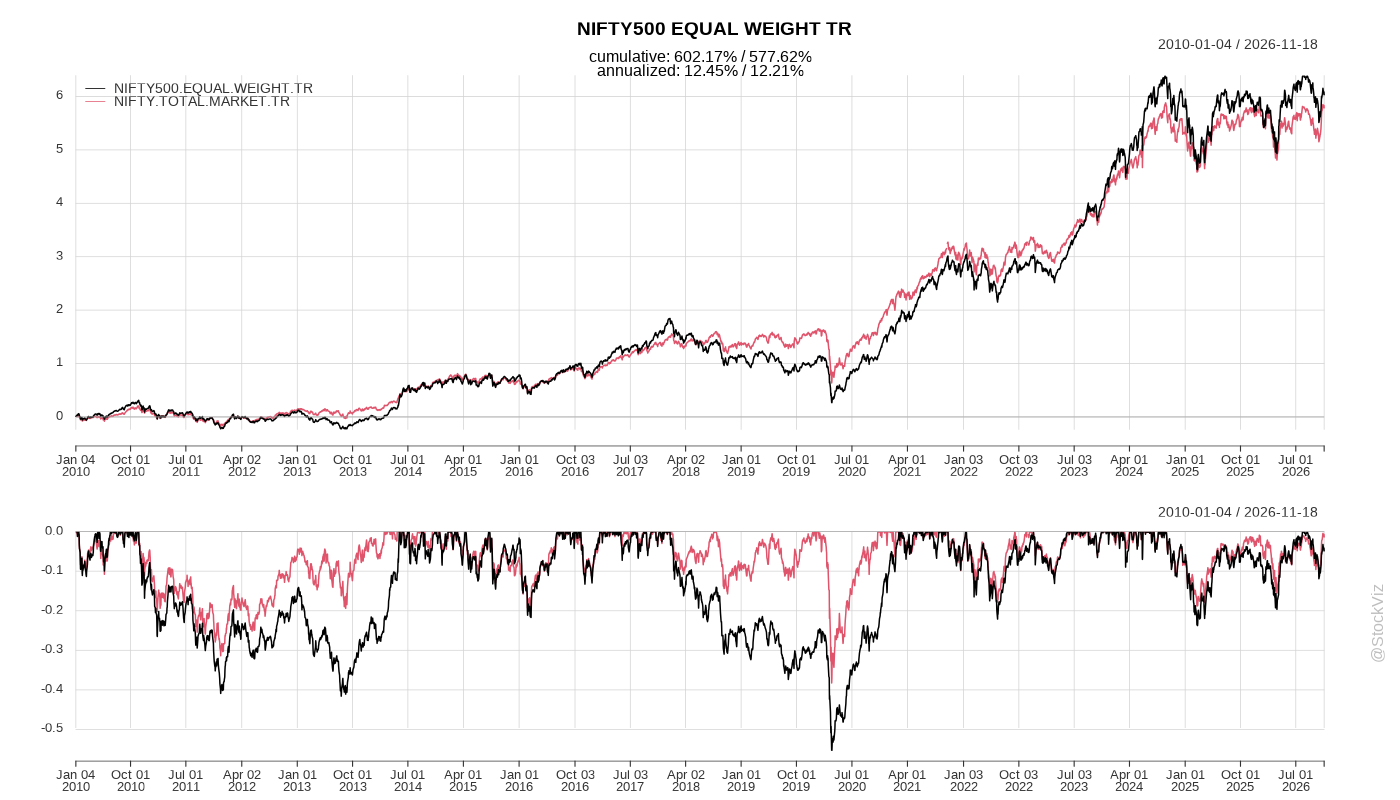 NIFTY500 EQUAL WEIGHT TR
2010-01-04 / 2026-11-18
cumulative: 602.17% / 577.62%
annualized: 12.45% / 12.21%
NIFTY500.EQUAL.WEIGHT.TR
NIFTY.TOTAL.MARKET.TR
6
5
4
3
2
1
0
Jan 04 Oct 01 Jul 01 Apr 02 Jan 01 Oct 01 Jul 01 Apr 01 Jan 01 Oct 03 Jul 03 Apr 02 Jan 01 Oct 01 Jul 01 Apr 01 Jan 03 Oct 03 Jul 03 Apr 01 Jan 01 Oct 01 Jul 01
2010 2010 2011 2012 2013 2013 2014 2015 2016 2016 2017 2018 2019 2019 2020 2021 2022 2022 2023 2024 2025 2025 2026
2010-01-04 / 2026-11-18
0.0
-0.1
-0.2
-0.3
-0.4
-0.5
Jan 04 Oct 01 Jul 01 Apr 02 Jan 01 Oct 01 Jul 01 Apr 01 Jan 01 Oct 03 Jul 03 Apr 02 Jan 01 Oct 01 Jul 01 Apr 01 Jan 03 Oct 03 Jul 03 Apr 01 Jan 01 Oct 01 Jul 01
2010 2010 2011 2012 2013 2013 2014 2015 2016 2016 2017 2018 2019 2019 2020 2021 2022 2022 2023 2024 2025 2025 2026
@StockViz